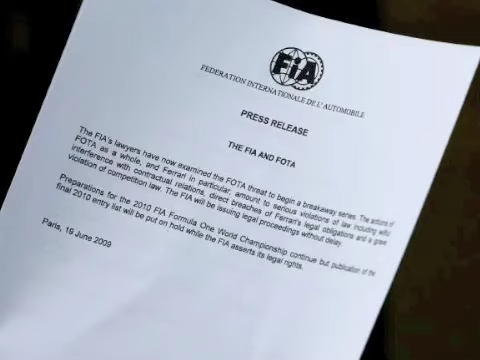 FiA
FEDERATION INTERNATIONALE DE L'AUTOMOBILE
PRESS RELEASE
THE FIA AND FOTA
The FIA's lawyers have now examined the FOTA threat to begin a breakaway series. The actions of
FOTA as a whole, and Ferrari in particular, amount to serious violations of law including wilful
interference with contractual relations, direct breaches of Ferrari's legal obligations and a grave
violation of competition law. The FIA will be issuing legal proceedings without delay.
Preparations for the 2010 FIA Formula One World Championship continue but publication of the
final 2010 entry list will be put on hold while the FIA asserts its legal rights.
Paris, 19 June 2009